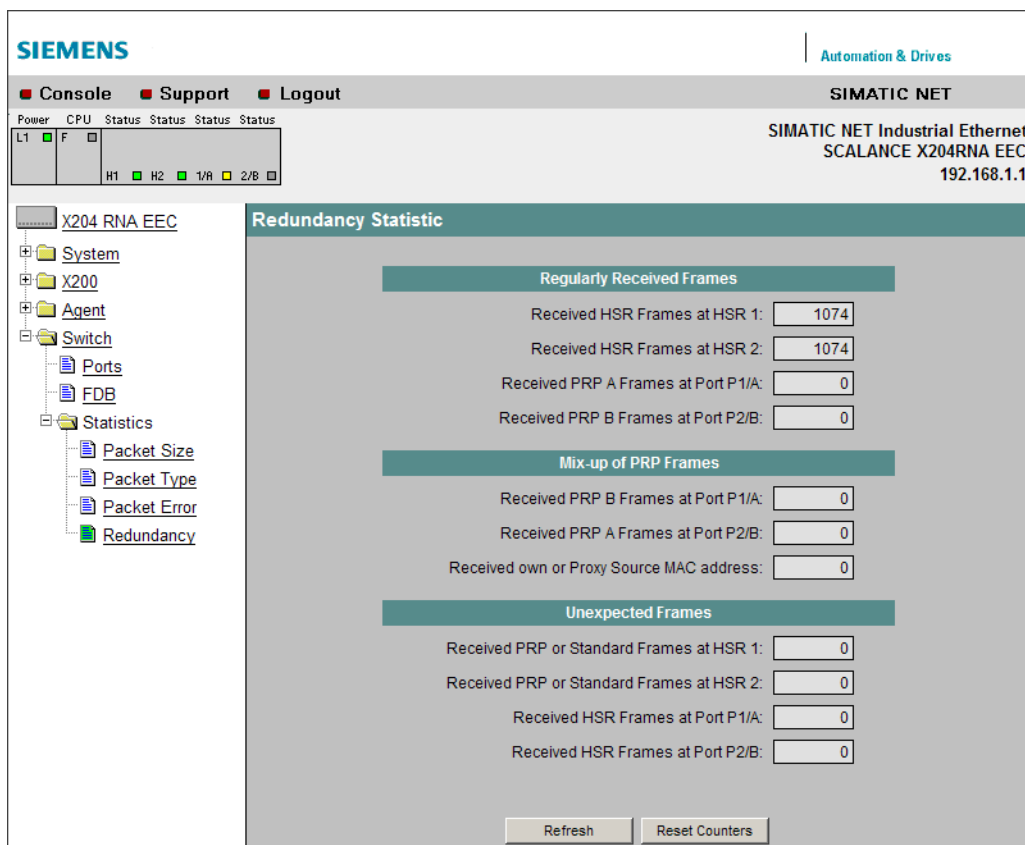 SIEMENS
Automation & Drives
Console Support Logout SIMATIC NET
Power CPU Status Status Status Status
L1 F
H1 H2 1/A 2/B
SIMATIC NET Industrial Ethernet
SCALANCE X204RNA EEC
192.168.1.1
X204 RNA EEC
System
X200
Agent
Switch
Ports
FDB
Statistics
Packet Size
Packet Type
Packet Error
Redundancy
Redundancy Statistic
Regularly Received Frames
Received HSR Frames at HSR 1: 1074
Received HSR Frames at HSR 2: 1074
Received PRP A Frames at Port P1/A: 0
Received PRP B Frames at Port P2/B: 0
Mix-up of PRP Frames
Received PRP B Frames at Port P1/A: 0
Received PRP A Frames at Port P2/B: 0
Received own or Proxy Source MAC address: 0
Unexpected Frames
Received PRP or Standard Frames at HSR 1: 0
Received PRP or Standard Frames at HSR 2: 0
Received HSR Frames at Port P1/A: 0
Received HSR Frames at Port P2/B: 0
Refresh Reset Counters